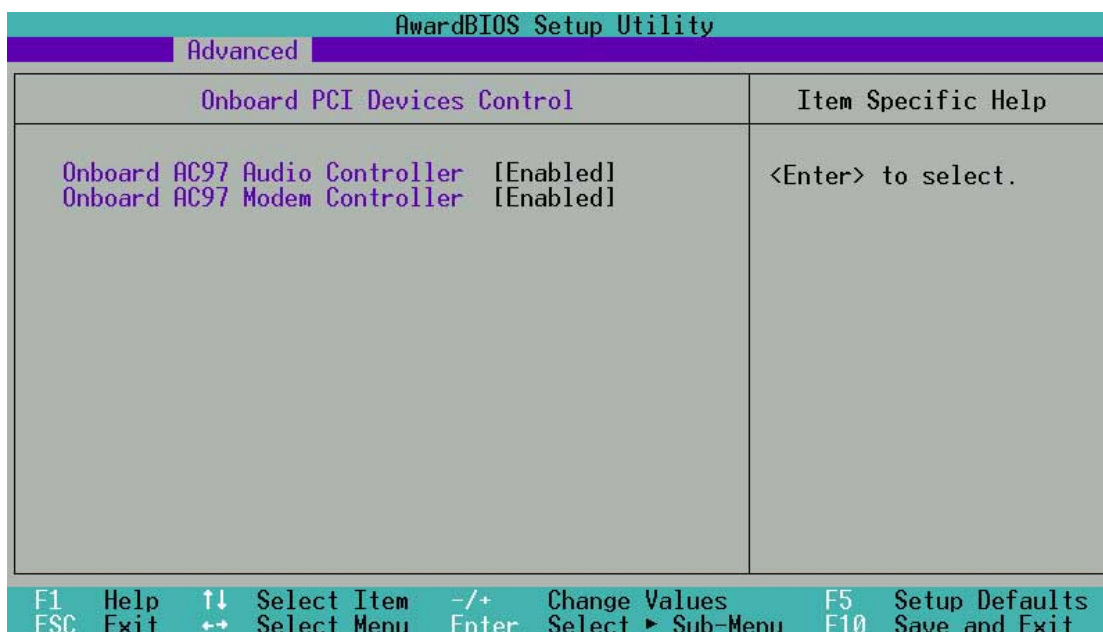 AwardBIOS Setup Utility
Advanced
Onboard PCI Devices Control
Item Specific Help
Onboard AC97 Audio Controller [Enabled]
Onboard AC97 Modem Controller [Enabled]
<Enter> to select.
F1 Help ↑↓ Select Item -/+ Change Values F5 Setup Defaults
ESC Exit ←→ Select Menu Enter Select ► Sub-Menu F10 Save and Exit